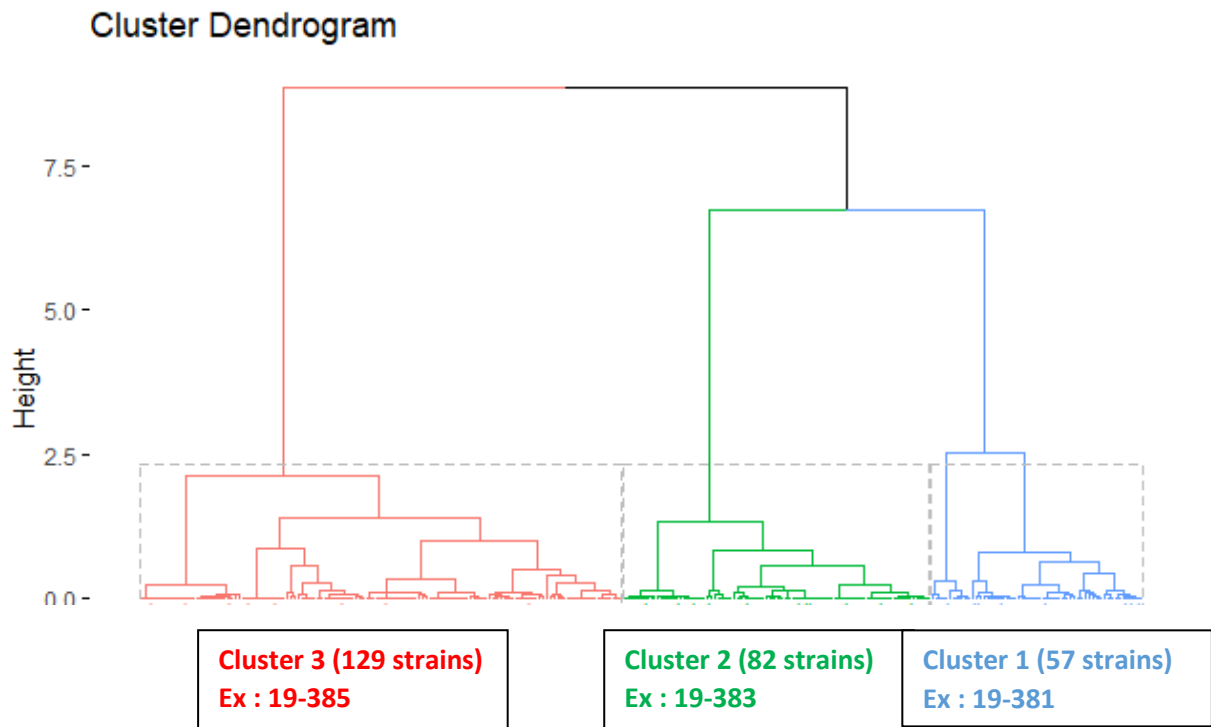 Cluster Dendrogram
7.5
5.0
Height
2.5
0.0
Cluster 3 (129 strains)
Ex : 19-385
Cluster 2 (82 strains)
Ex : 19-383
Cluster 1 (57 strains)
Ex : 19-381